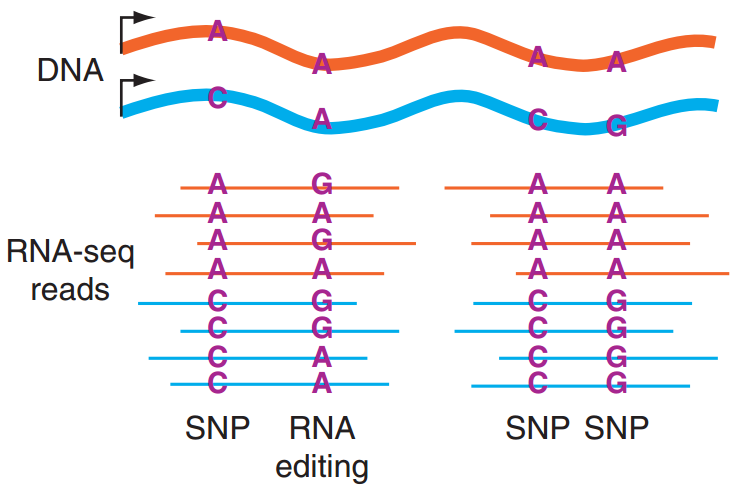 A A A A
DNA
C A C G
A G A A
A A A A
A G A A
RNA-seq
A A A A
reads
C G C G
C G C G
C A C G
C A C G
SNP RNA SNP SNP
editing